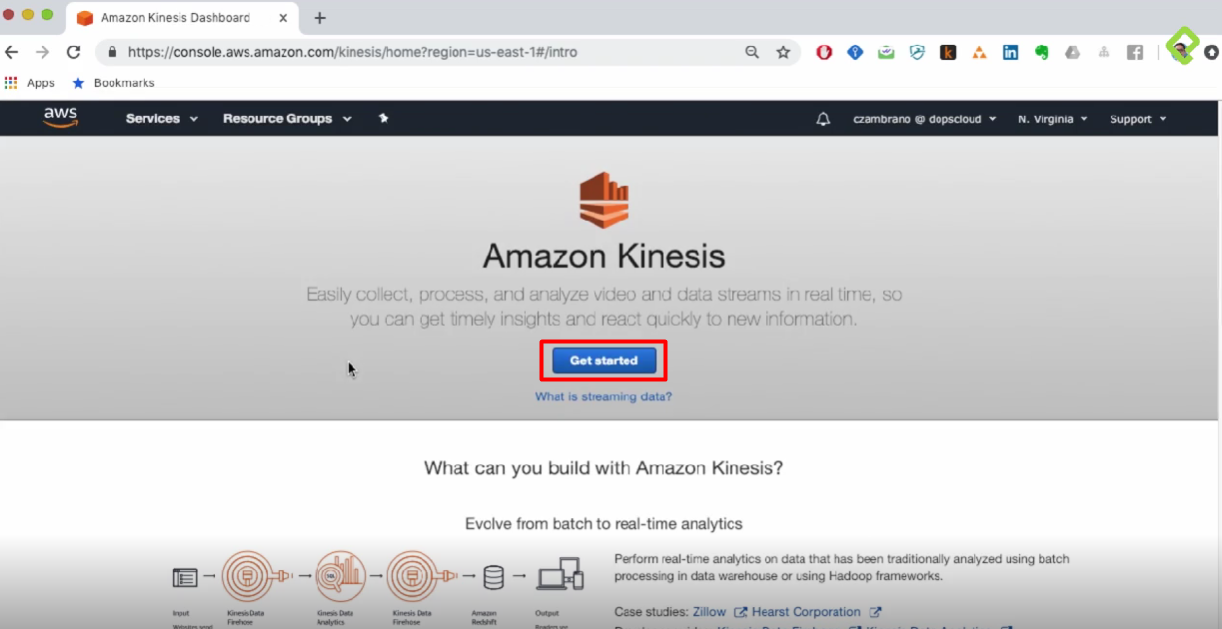 Amazon Kinesis Dashboard
https://console.aws.amazon.com/kinesis/home?region=us-east-1#/intro
Apps Bookmarks
aws Services Resource Groups czambrano @ dopscloud N. Virginia Support
Amazon Kinesis
Easily collect, process, and analyze video and data streams in real time, so
you can get timely insights and react quickly to new information.
Get started
What is streaming data?
What can you build with Amazon Kinesis?
Evolve from batch to real-time analytics
Perform real-time analytics on data that has been traditionally analyzed using batch
processing in data warehouse or using Hadoop frameworks.
SQL
Input
Kinesis Data
Firehose
Kinesis Data
Analytics
Kinesis Data
Firehose
Amazon
Redshift
Output
Case studies: Zillow Hearst Corporation
Websites send
Readers are